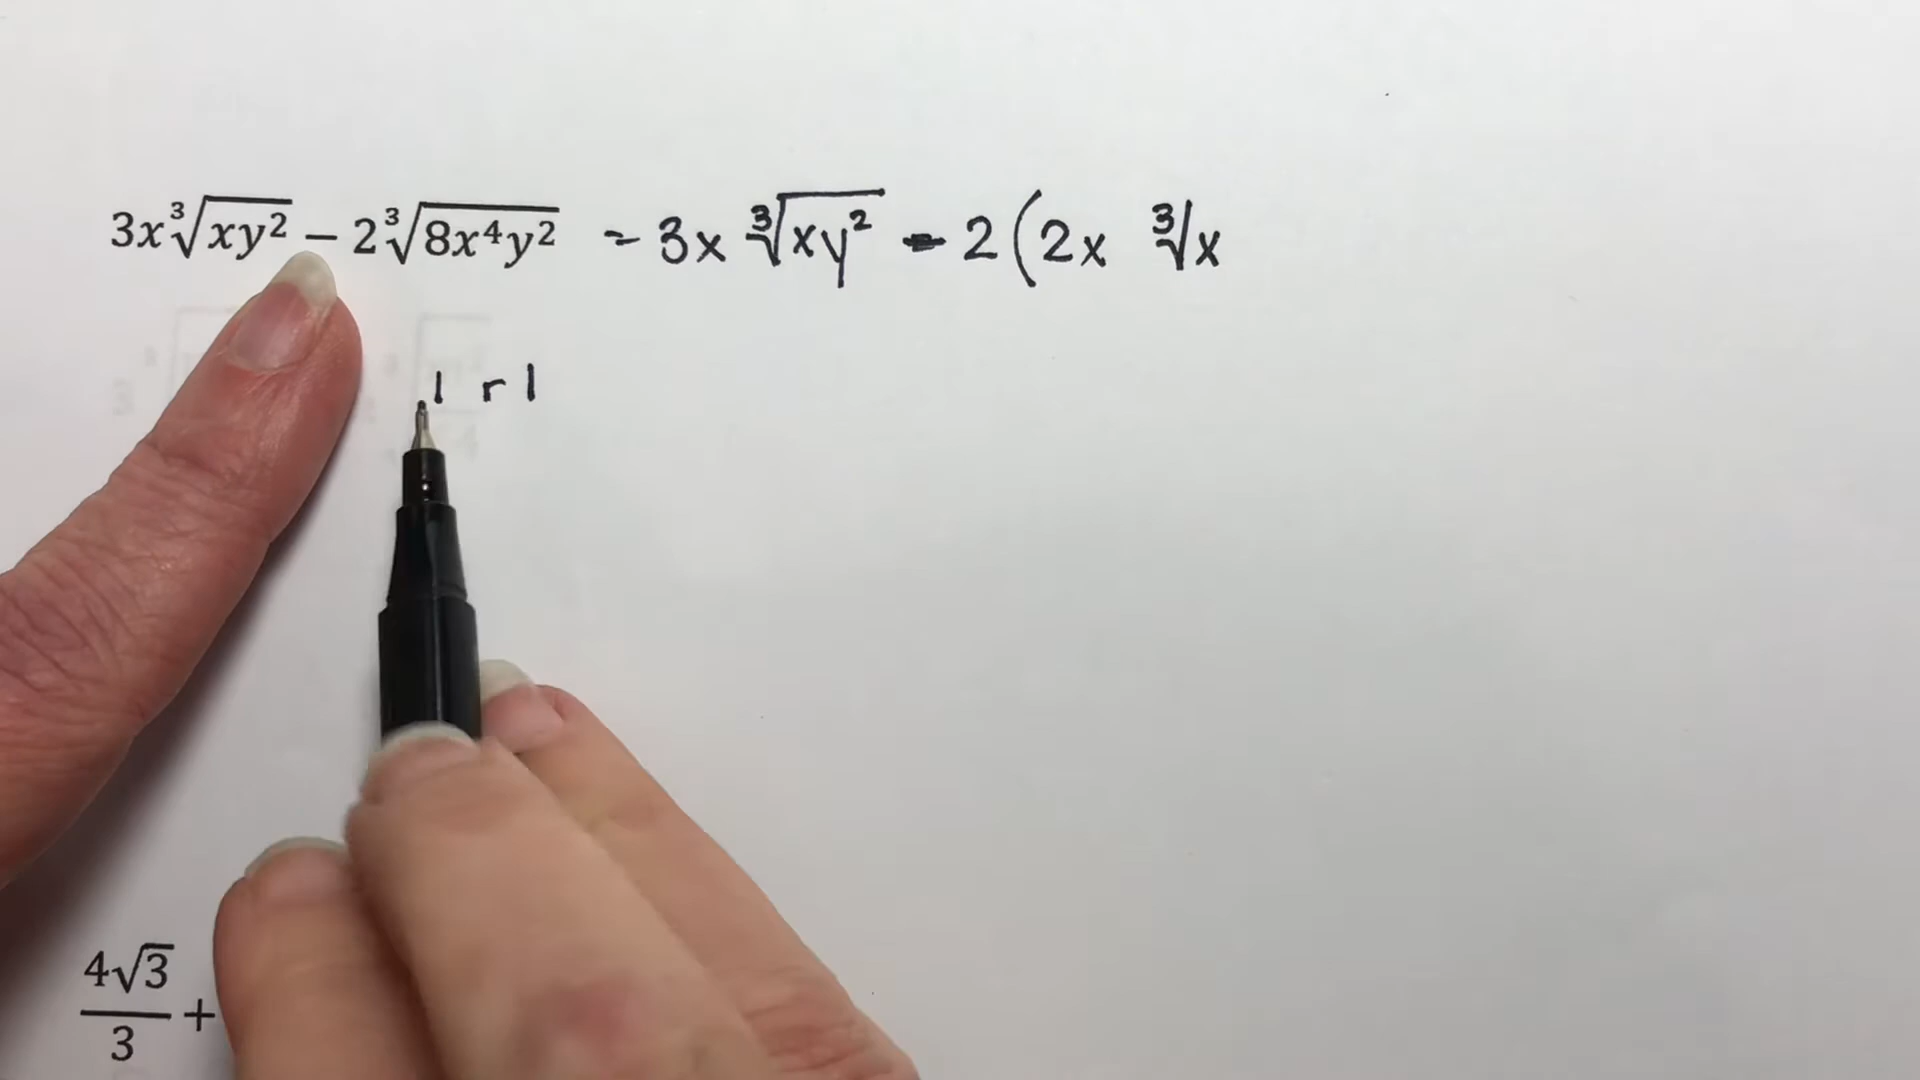 3x∛(xy²) − 2∛(8x⁴y²) = 3x ∛(xy²) - 2(2x ∛x
1 r 1
4√3/3 +